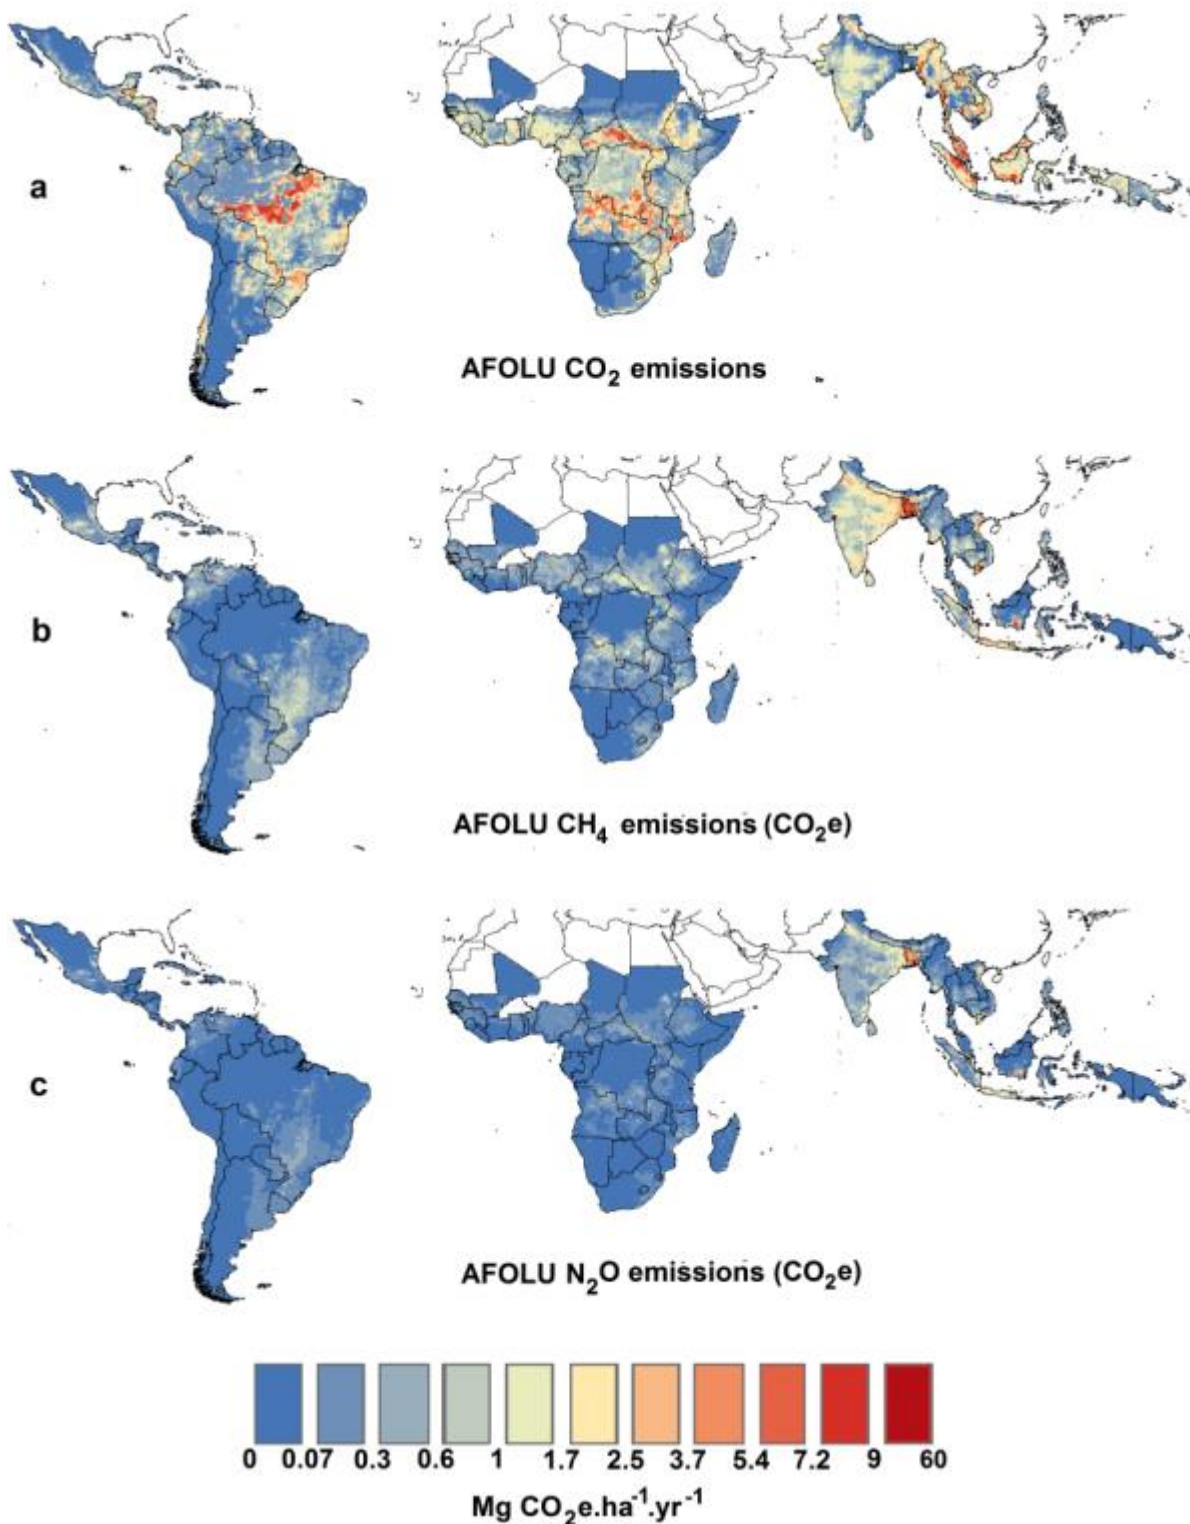 a
AFOLU CO₂ emissions
b
AFOLU CH₄ emissions (CO₂e)
c
AFOLU N₂O emissions (CO₂e)
0 0.07 0.3 0.6 1 1.7 2.5 3.7 5.4 7.2 9 60
Mg CO₂e.ha⁻¹.yr⁻¹